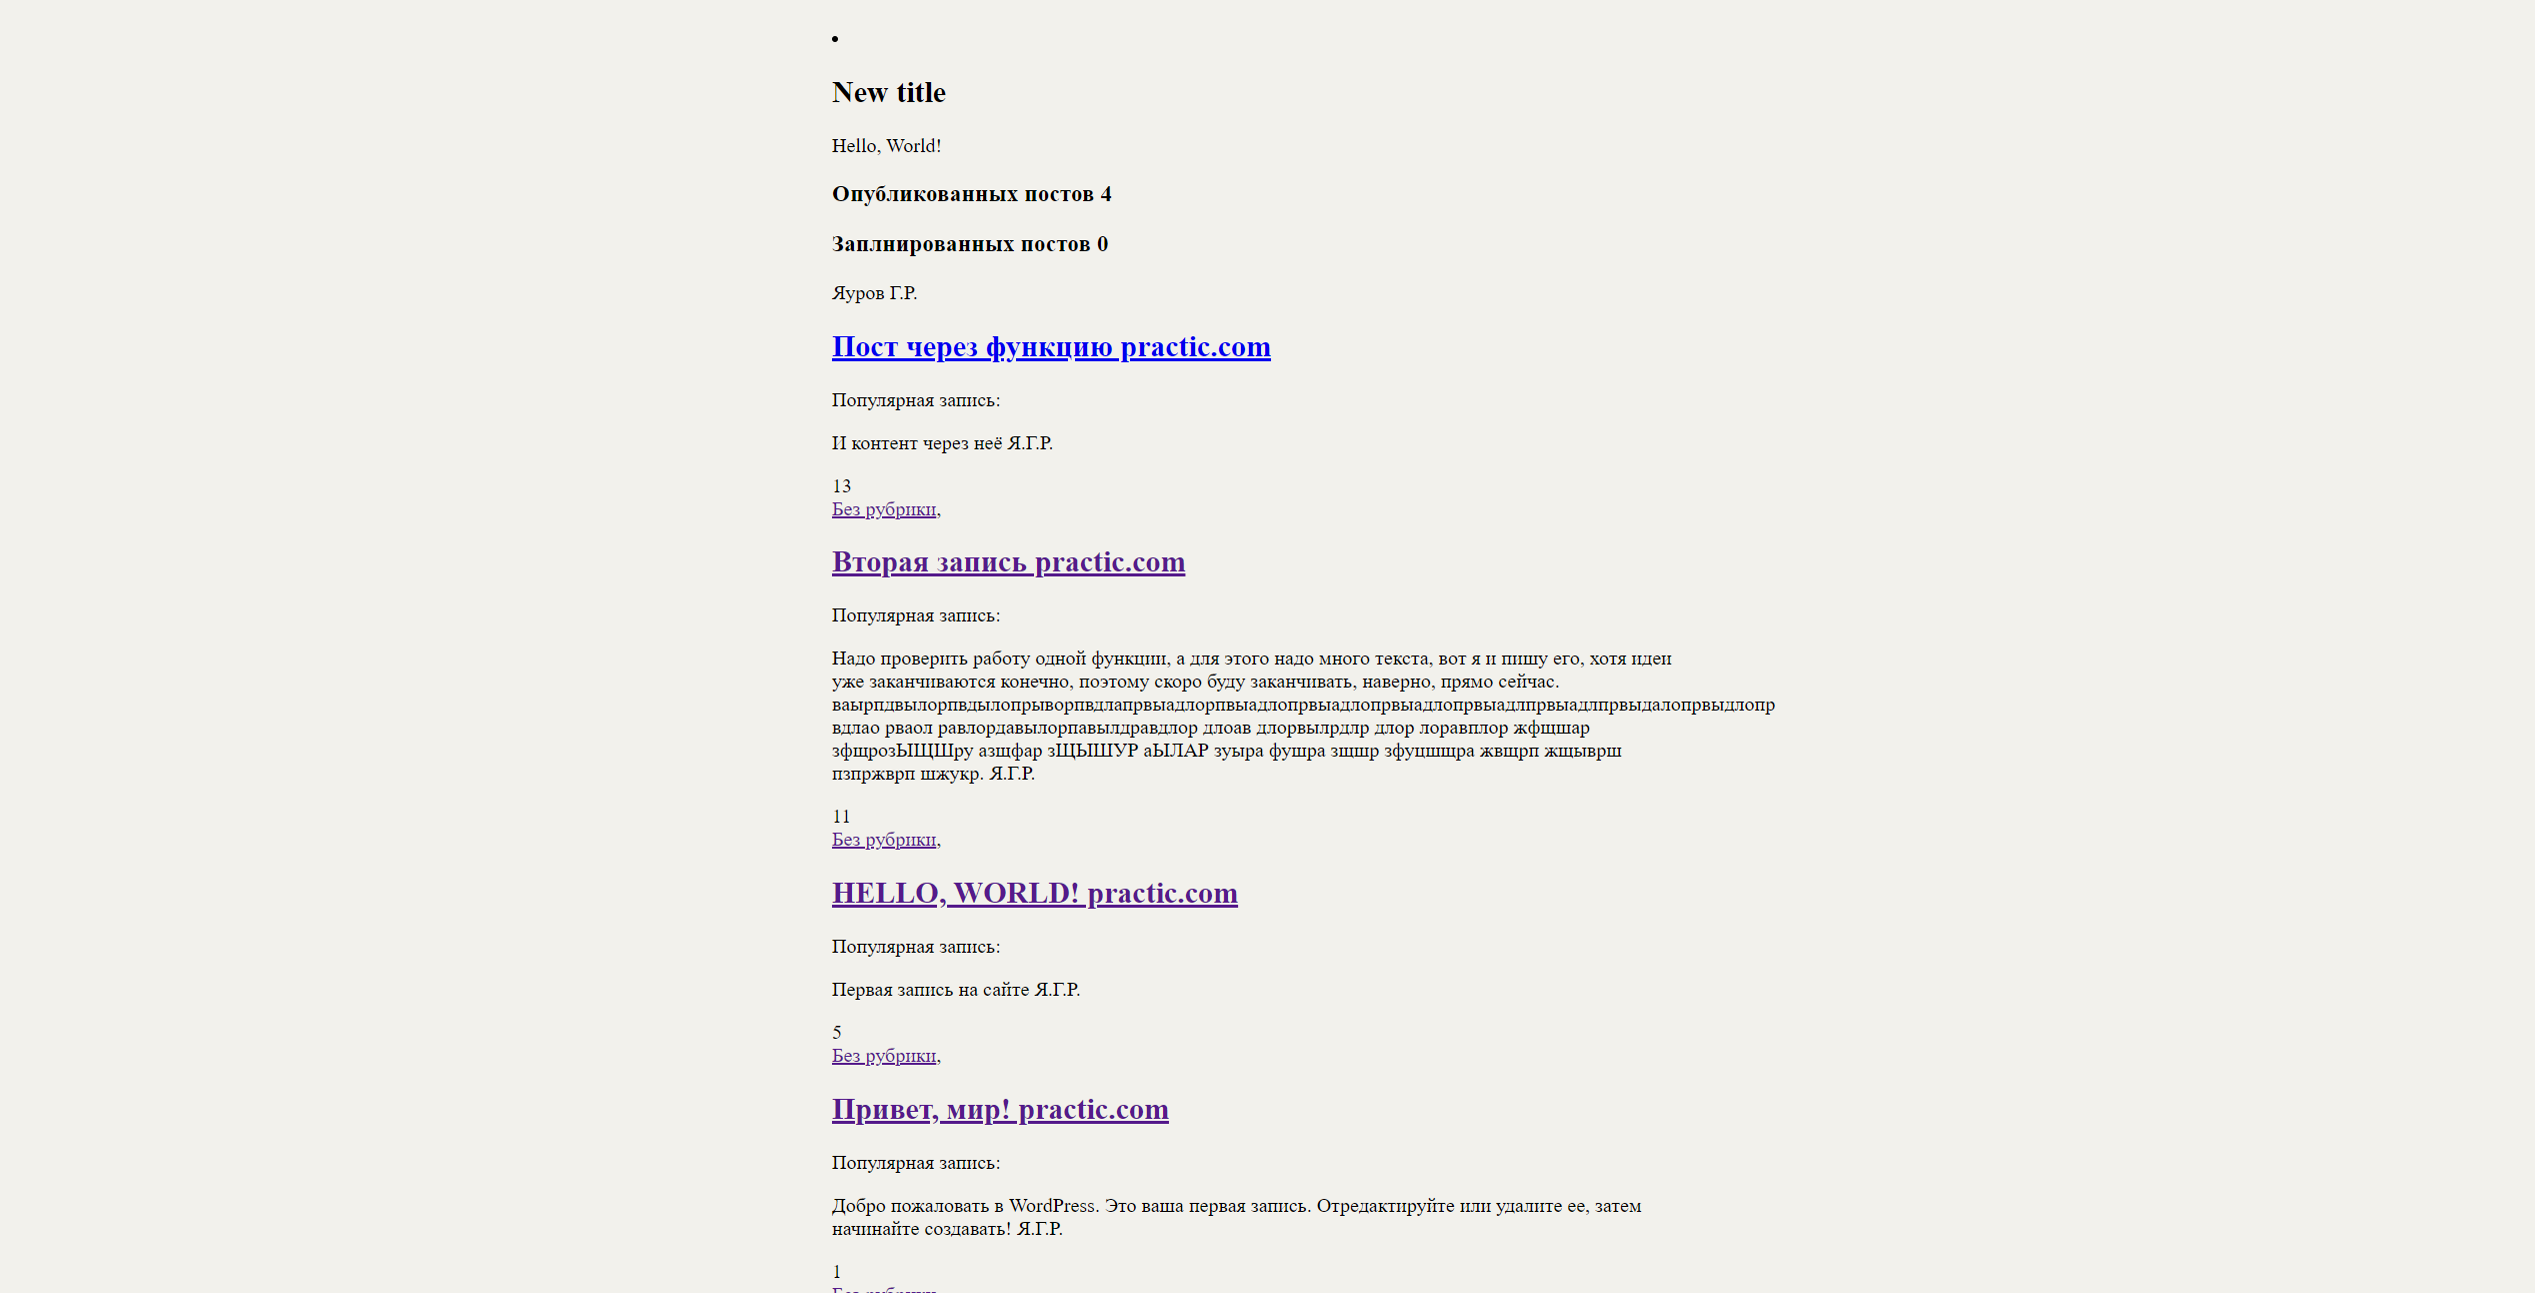 New title
Hello, World!
Опубликованных постов 4
Заплнированных постов 0
Яуров Г.Р.
Пост через функцию practic.com
Популярная запись:
И контент через неё Я.Г.Р.
13
Без рубрики,
Вторая запись practic.com
Популярная запись:
Надо проверить работу одной функции, а для этого надо много текста, вот я и пишу его, хотя идеи
уже заканчиваются конечно, поэтому скоро буду заканчивать, наверно, прямо сейчас.
ваырпдвылорпвдылопрыворпвдлапрвыадлорпвыадлопрвыадлопрвыадлопрвыадлпрвыадлпрвыдалопрвыдлопр
вдлао рваол равлордавылорпавылдравдлор длоав длорвылрдлр длор лоравплор жфщшар
зфщрозЫЩШру азщфар зЩЫШУР аЫЛАР зуыра фушра зщшр зфуцшщра жвщрп жщыврш
пзпржврп шжукр. Я.Г.Р.
11
Без рубрики,
HELLO, WORLD! practic.com
Популярная запись:
Первая запись на сайте Я.Г.Р.
5
Без рубрики,
Привет, мир! practic.com
Популярная запись:
Добро пожаловать в WordPress. Это ваша первая запись. Отредактируйте или удалите ее, затем
начинайте создавать! Я.Г.Р.
1